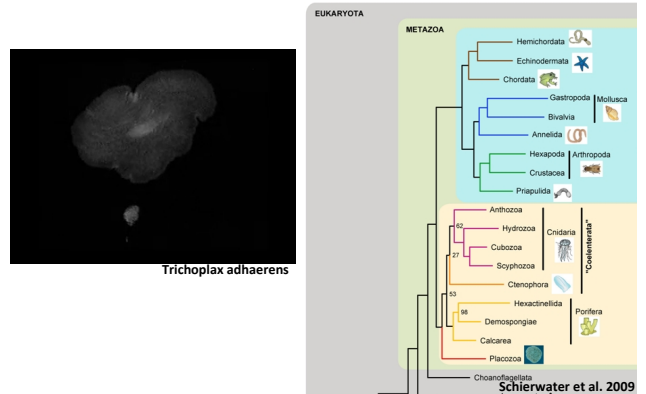 Trichoplax adhaerens
EUKARYOTA
METAZOA
Hemichordata
Echinodermata
Chordata
Gastropoda
Mollusca
Bivalvia
Annelida
Hexapoda
Arthropoda
Crustacea
Priapulida
Anthozoa
62
Hydrozoa
Cnidaria
Cubozoa
27
Scyphozoa
"Coelenterata"
Ctenophora
53
Hexactinellida
98
Porifera
Demospongiae
Calcarea
Placozoa
Choanoflagellata
Schierwater et al. 2009